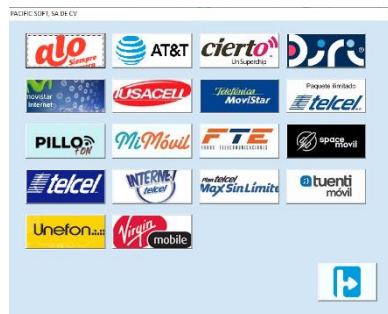 PACIFIC SOFT, SA DE CV
alo
Siempre
AT&T
cierto
Un Superchip
Diri
movistar
Internet
IUSACELL
Telefónica
MoviStar
Paquete Ilimitado
telcel
PILLO
FON
MiMóvil
FTE
space
movil
telcel
INTERNET
telcel
Plan telcel
Max Sin Límite
tuenti
móvil
Unefon
Virgin
mobile